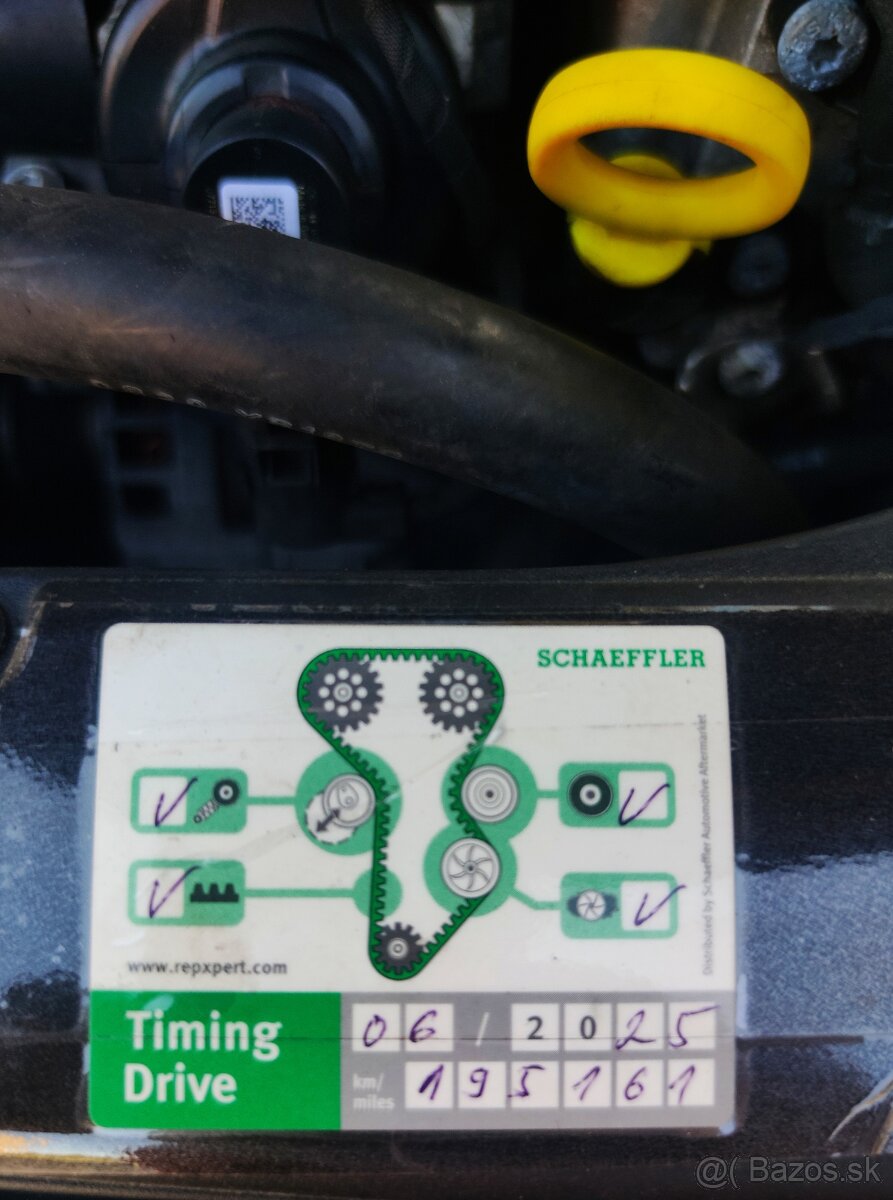 SCHAEFFLER
Distributed by Schaeffler Automotive Aftermarket
www.repxpert.com
Timing
Drive
06 / 2025
km/
miles
195161
@( Bazos.sk